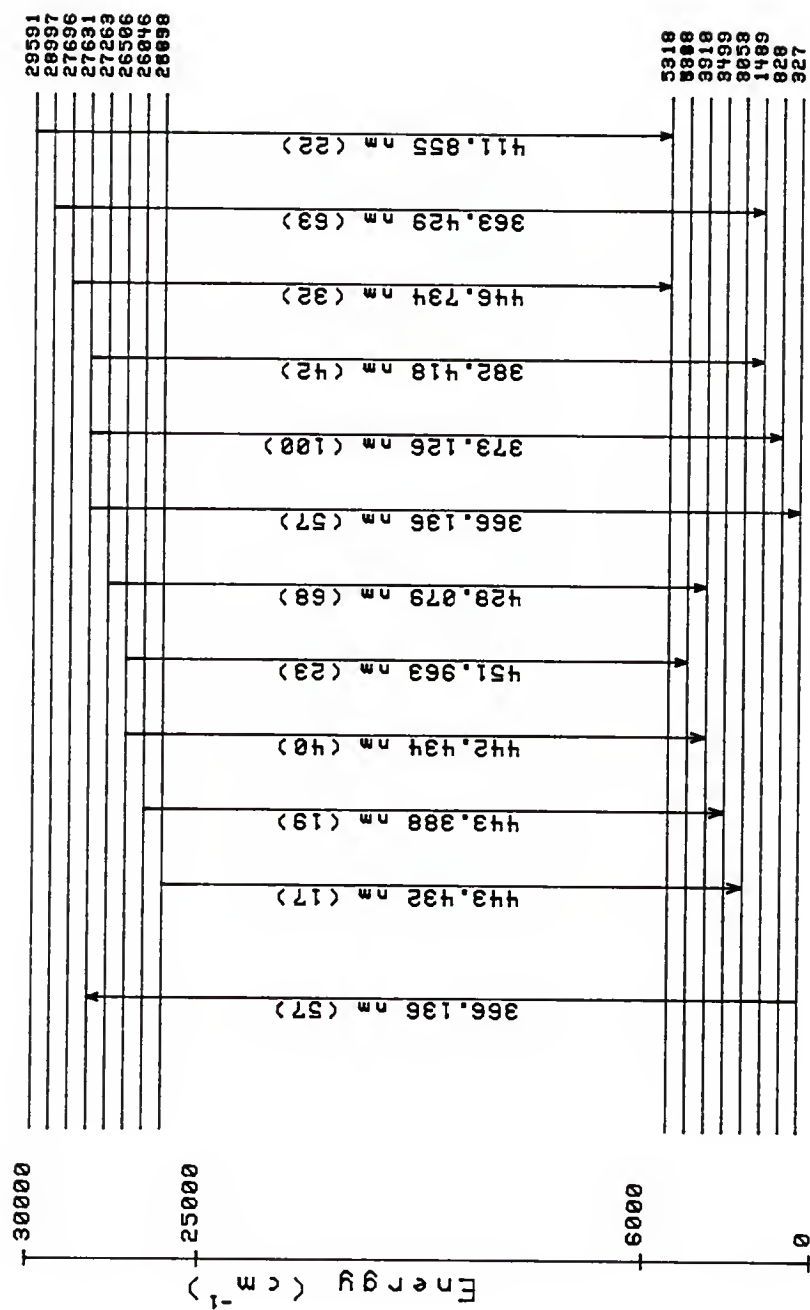 30000
25000
6000
0
Energy (cm⁻¹)
366.136 nm (57)
443.432 nm (17)
443.388 nm (19)
442.434 nm (40)
451.963 nm (23)
428.079 nm (68)
366.136 nm (57)
373.126 nm (100)
382.418 nm (42)
446.734 nm (32)
363.429 nm (63)
411.855 nm (22)
29591
28997
27696
27631
27263
26506
26046
5318
3918
3499
3058
1489
828
327